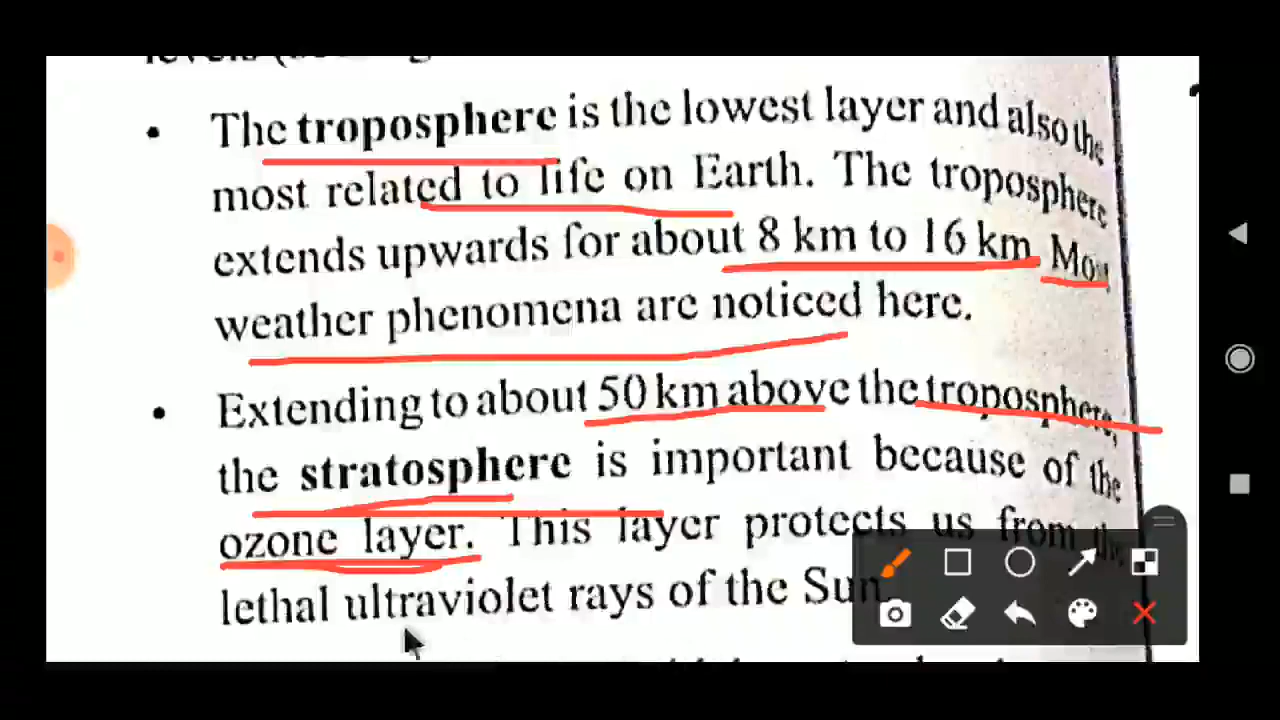 • The troposphere is the lowest layer and also the
most related to life on Earth. The troposphere
extends upwards for about 8 km to 16 km. Most
weather phenomena are noticed here.
• Extending to about 50 km above the troposphere,
the stratosphere is important because of the
ozone layer. This layer protects us from the
lethal ultraviolet rays of the Sun.